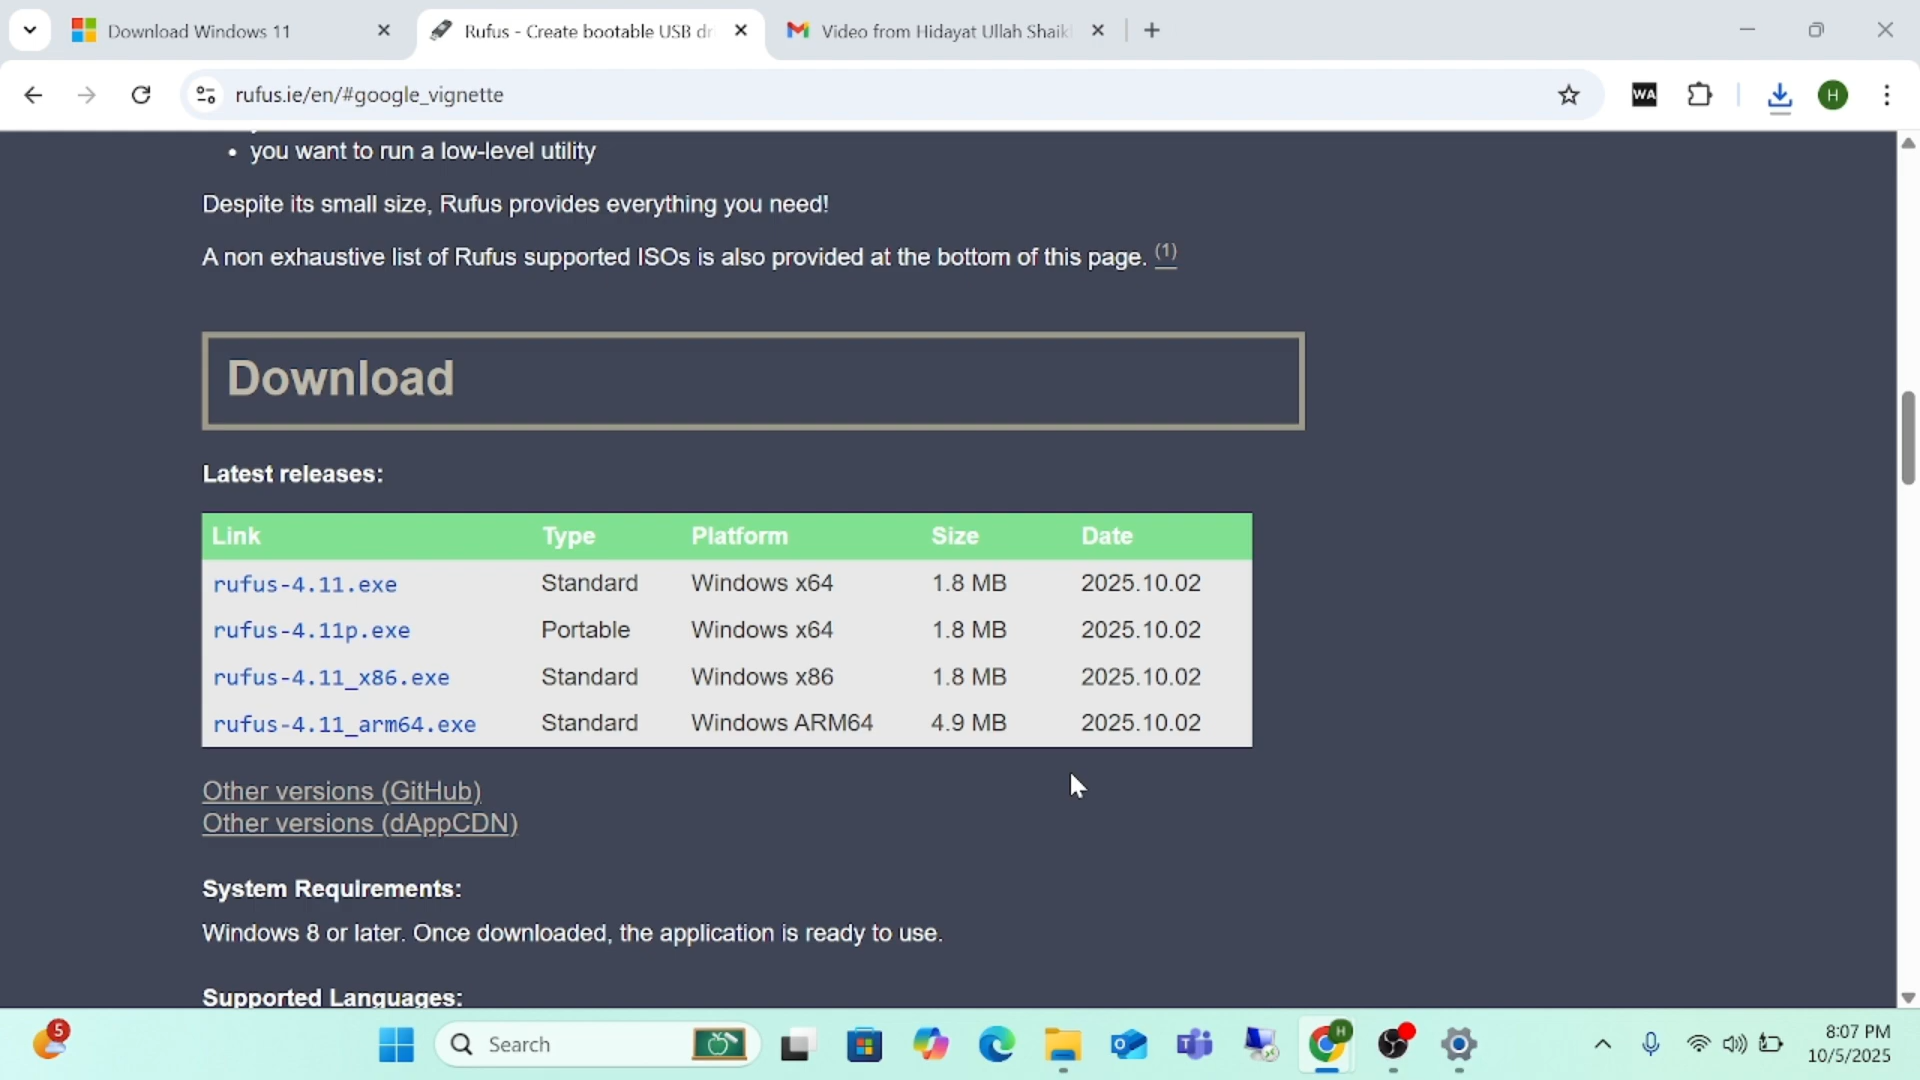 Download Windows 11
Rufus - Create bootable USB dr
Video from Hidayat Ullah Shaik
rufus.ie/en/#google_vignette
WA
H
• you want to run a low-level utility
Despite its small size, Rufus provides everything you need!
A non exhaustive list of Rufus supported ISOs is also provided at the bottom of this page. (1)
Download
Latest releases:
Link Type Platform Size Date
rufus-4.11.exe Standard Windows x64 1.8 MB 2025.10.02
rufus-4.11p.exe Portable Windows x64 1.8 MB 2025.10.02
rufus-4.11_x86.exe Standard Windows x86 1.8 MB 2025.10.02
rufus-4.11_arm64.exe Standard Windows ARM64 4.9 MB 2025.10.02
Other versions (GitHub)
Other versions (dAppCDN)
System Requirements:
Windows 8 or later. Once downloaded, the application is ready to use.
Supported Languages:
5
Search
H
8:07 PM
10/5/2025